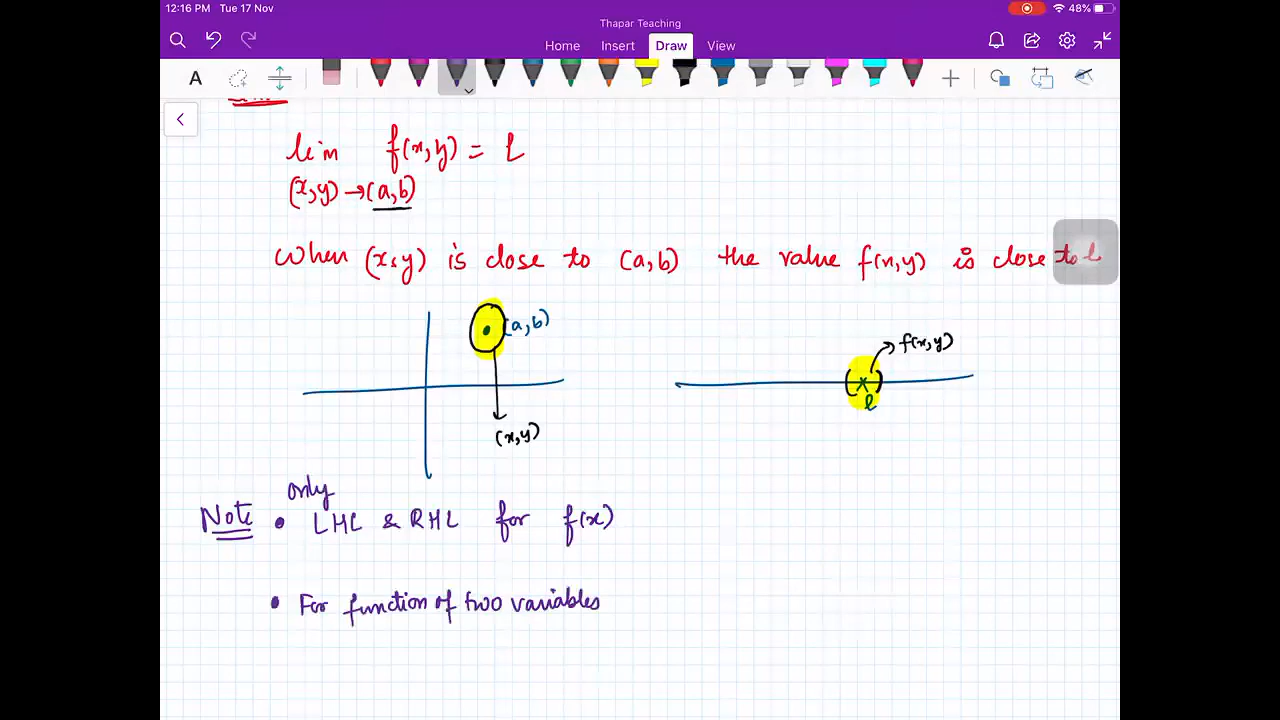 12:16 PM Tue 17 Nov
48%
Thapar Teaching
Home Insert Draw View
A
lim f(x,y) = L
(x,y)→(a,b)
When (x,y) is close to (a,b) the value f(x,y) is close to l
(a,b)
f(x,y)
l
(x,y)
only
Note • LHL & RHL for f(x)
• For function of two variables